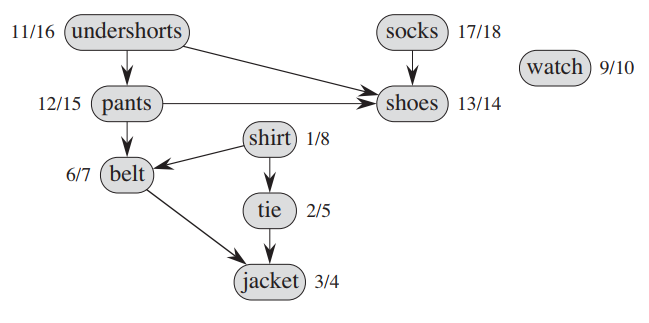 11/16 undershorts socks 17/18
watch 9/10
12/15 pants shoes 13/14
shirt 1/8
6/7 belt
tie 2/5
jacket 3/4